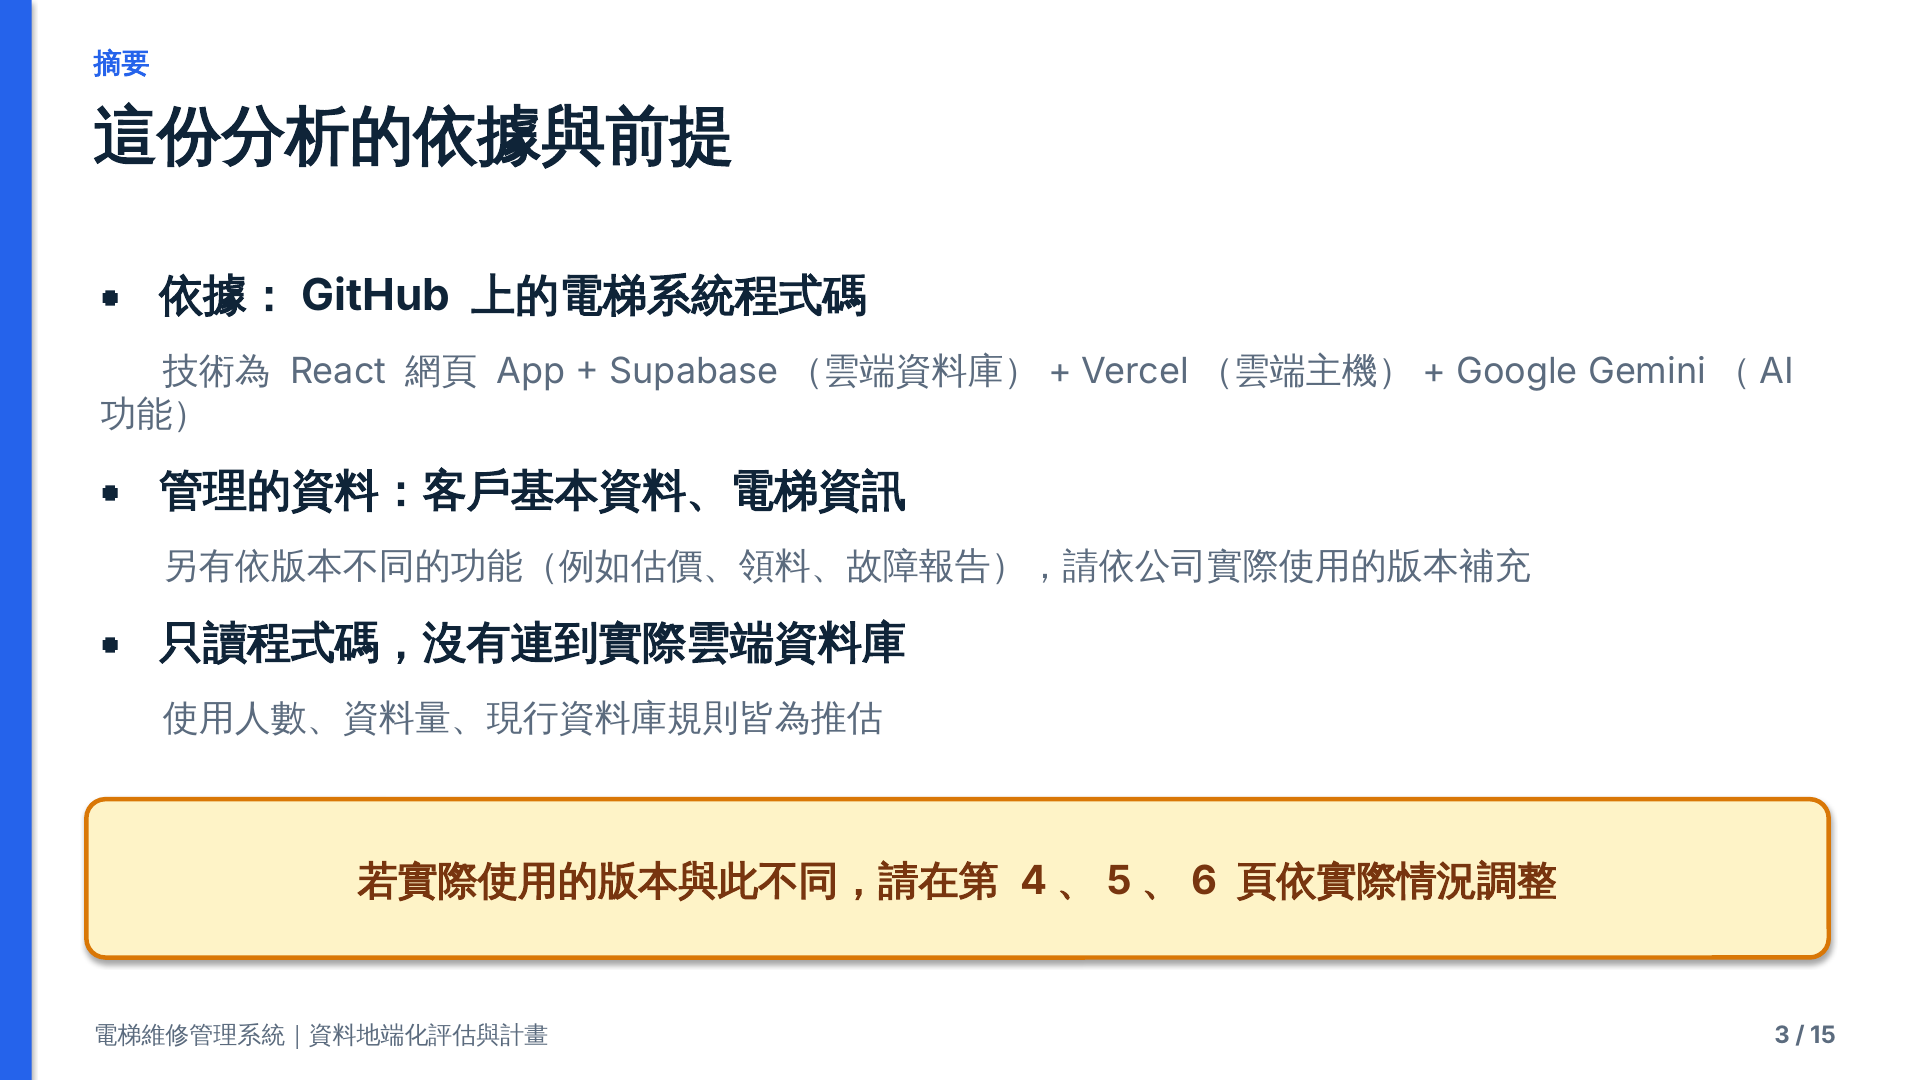 摘要
這份分析的依據與前提
▪ 依據：GitHub 上的電梯系統程式碼
技術為 React 網頁 App + Supabase（雲端資料庫）+ Vercel（雲端主機）+ Google Gemini（AI
功能）
▪ 管理的資料：客戶基本資料、電梯資訊
另有依版本不同的功能（例如估價、領料、故障報告），請依公司實際使用的版本補充
▪ 只讀程式碼，沒有連到實際雲端資料庫
使用人數、資料量、現行資料庫規則皆為推估
若實際使用的版本與此不同，請在第 4、5、6 頁依實際情況調整
電梯維修管理系統｜資料地端化評估與計畫
3 / 15